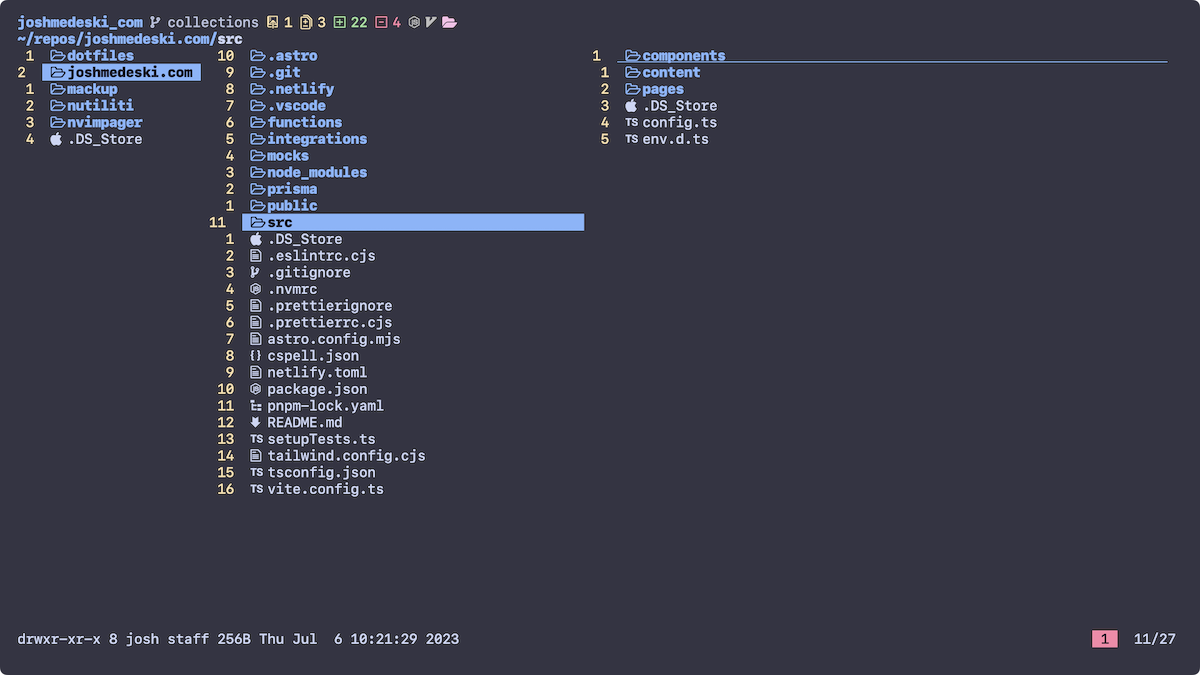 joshmedeski_com collections 1 3 22 4
~/repos/joshmedeski.com/src
1 dotfiles 10 .astro 1 components
2 joshmedeski.com 9 .git 1 content
1 mackup 8 .netlify 2 pages
2 nutiliti 7 .vscode 3 .DS_Store
3 nvimpager 6 functions 4 TS config.ts
4 .DS_Store 5 integrations 5 TS env.d.ts
4 mocks
3 node_modules
2 prisma
1 public
11 src
1 .DS_Store
2 .eslintrc.cjs
3 .gitignore
4 .nvmrc
5 .prettierignore
6 .prettierrc.cjs
7 astro.config.mjs
8 {} cspell.json
9 netlify.toml
10 package.json
11 pnpm-lock.yaml
12 README.md
13 TS setupTests.ts
14 tailwind.config.cjs
15 TS tsconfig.json
16 TS vite.config.ts
drwxr-xr-x 8 josh staff 256B Thu Jul  6 10:21:29 2023 1 11/27